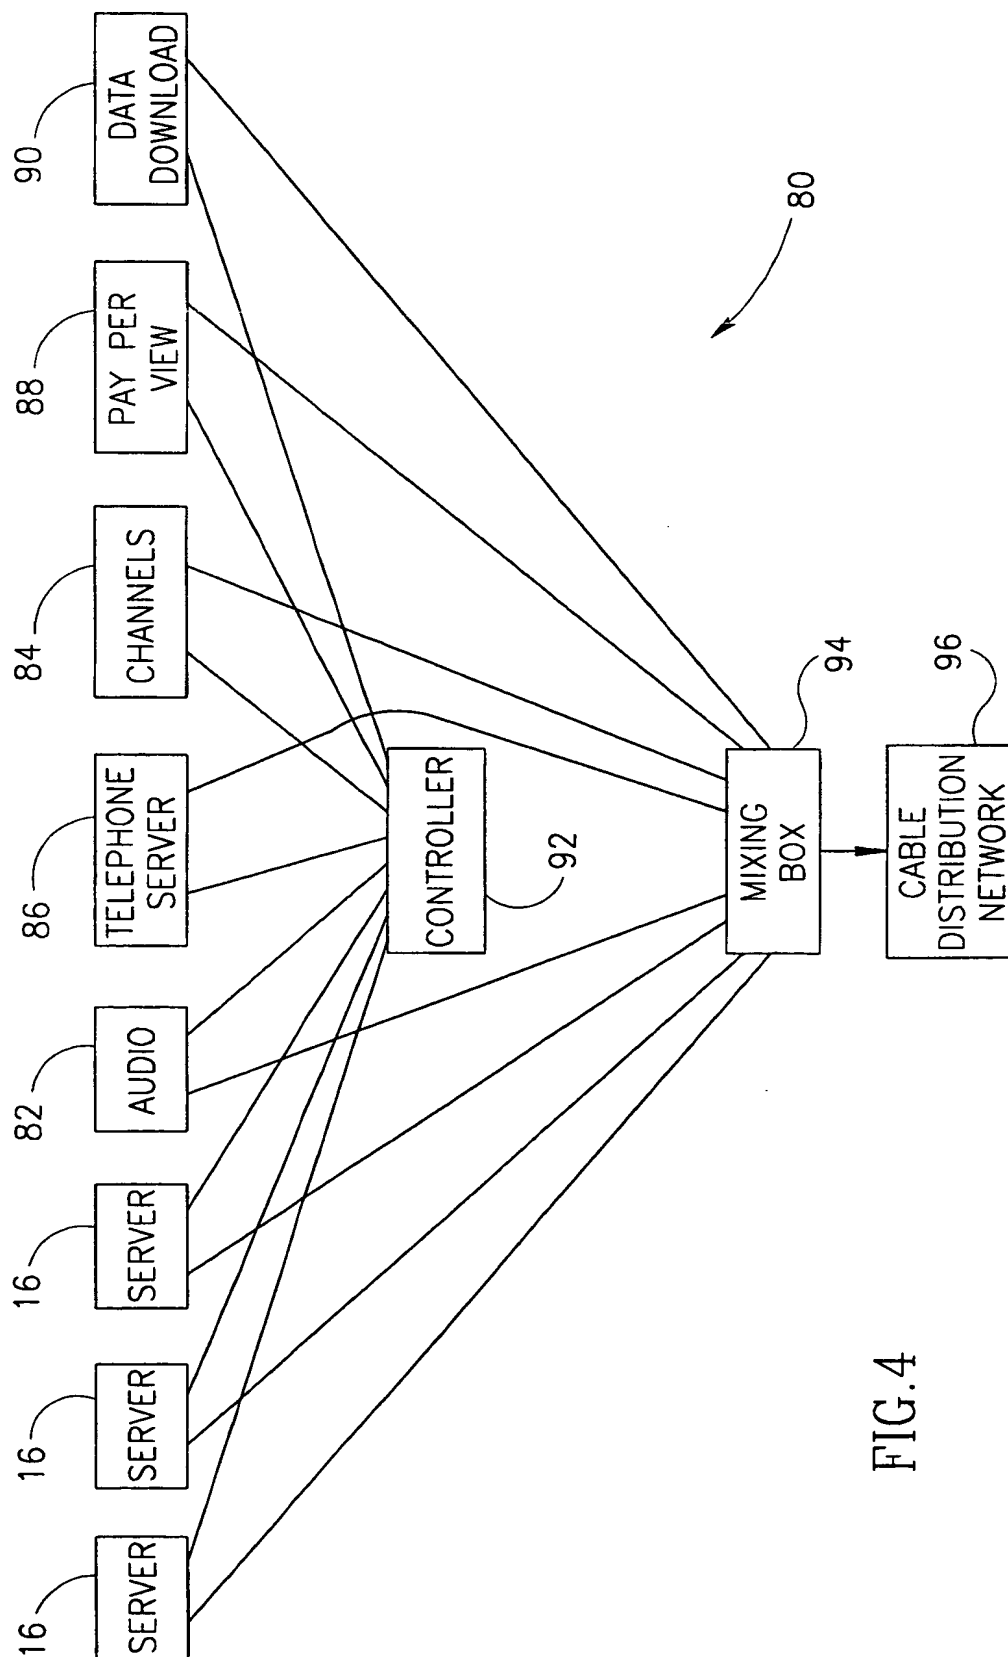 16
16
16
82
86
84
88
90
SERVER
SERVER
SERVER
AUDIO
TELEPHONE
SERVER
CHANNELS
PAY PER
VIEW
DATA
DOWNLOAD
CONTROLLER
92
80
MIXING
BOX
94
CABLE
DISTRIBUTION
NETWORK
96
FIG.4